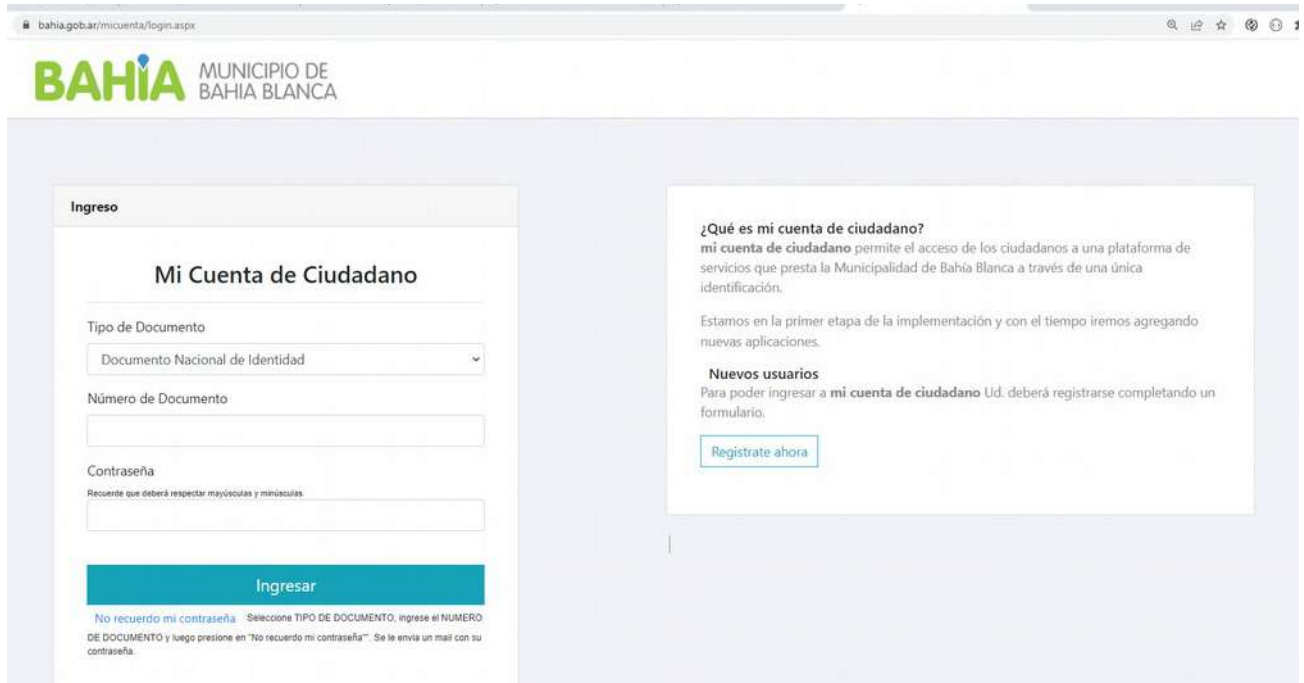 bahia.gob.ar/micuenta/login.aspx
BAHÍA MUNICIPIO DE
BAHIA BLANCA
Ingreso
Mi Cuenta de Ciudadano
Tipo de Documento
Documento Nacional de Identidad
Número de Documento
Contraseña
Recuerde que deberá respectar mayúsculas y minúsculas.
Ingresar
No recuerdo mi contraseña Seleccione TIPO DE DOCUMENTO, ingrese el NUMERO
DE DOCUMENTO y luego presione en "No recuerdo mi contraseña"". Se le envia un mail con su
contraseña.
¿Qué es mi cuenta de ciudadano?
mi cuenta de ciudadano permite el acceso de los ciudadanos a una plataforma de
servicios que presta la Municipalidad de Bahía Blanca a través de una única
identificación.
Estamos en la primer etapa de la implementación y con el tiempo iremos agregando
nuevas aplicaciones.
Nuevos usuarios
Para poder ingresar a mi cuenta de ciudadano Ud. deberá registrarse completando un
formulario.
Registrate ahora